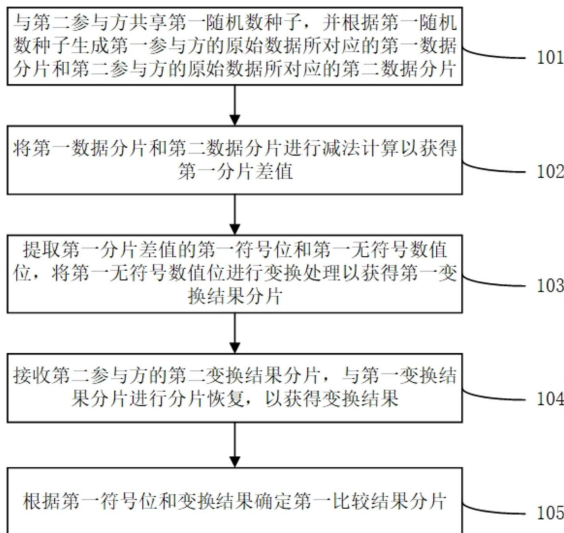 与第二参与方共享第一随机数种子，并根据第一随机
数种子生成第一参与方的原始数据所对应的第一数据
分片和第二参与方的原始数据所对应的第二数据分片
101
将第一数据分片和第二数据分片进行减法计算以获得
第一分片差值
102
提取第一分片差值的第一符号位和第一无符号数值
位，将第一无符号数值位进行变换处理以获得第一变
换结果分片
103
接收第二参与方的第二变换结果分片，与第一变换结
果分片进行分片恢复，以获得变换结果
104
根据第一符号位和变换结果确定第一比较结果分片
105